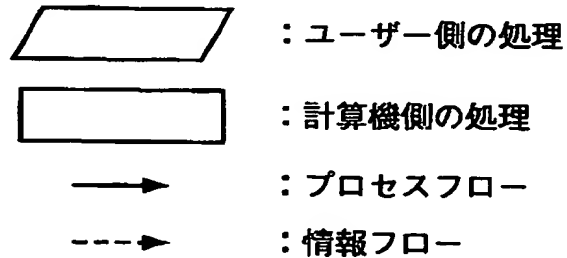 ：ユーザー側の処理
：計算機側の処理
：プロセスフロー
：情報フロー